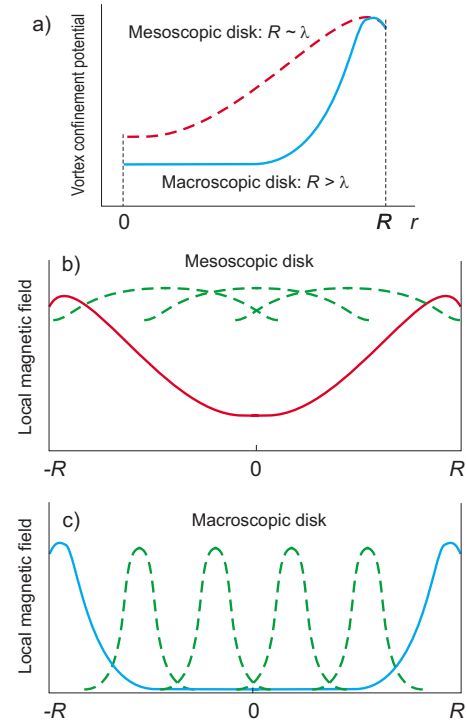 a)
Vortex confinement potential
Mesoscopic disk: R ~ λ
Macroscopic disk: R > λ
0
R
r
b)
Mesoscopic disk
Local magnetic field
-R
0
R
c)
Macroscopic disk
Local magnetic field
-R
0
R